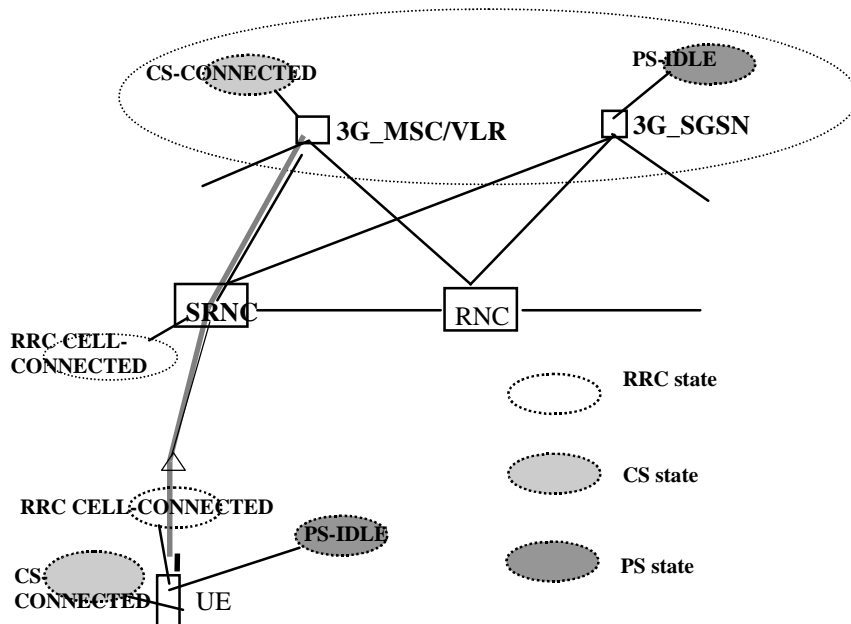 CS-CONNECTED
PS-IDLE
3G_MSC/VLR
3G_SGSN
SRNC
RNC
RRC CELL-
CONNECTED
RRC state
CS state
RRC CELL-CONNECTED
PS-IDLE
PS state
CS-
CONNECTED
UE